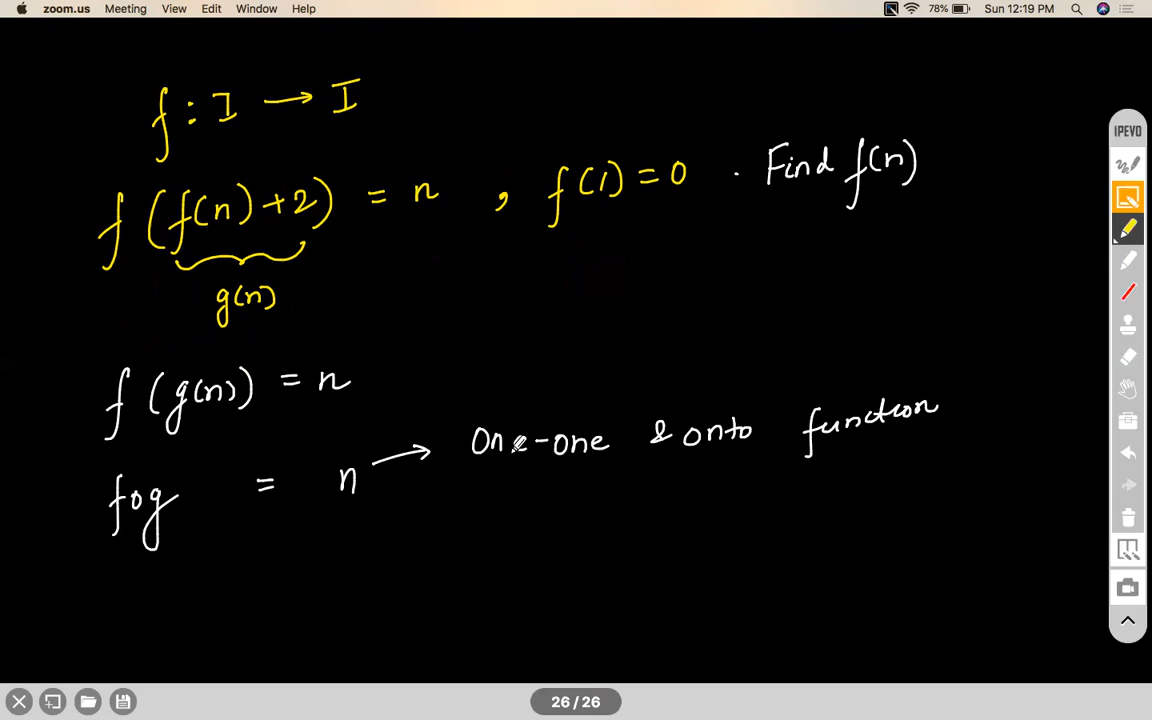 zoom.us Meeting View Edit Window Help 78% Sun 12:19 PM
f : I → I
f(f(n)+2) = n , f(1) = 0 . Find f(n)
g(n)
f(g(n)) = n
fog = n → One-one & onto function
IPEVO
26 / 26